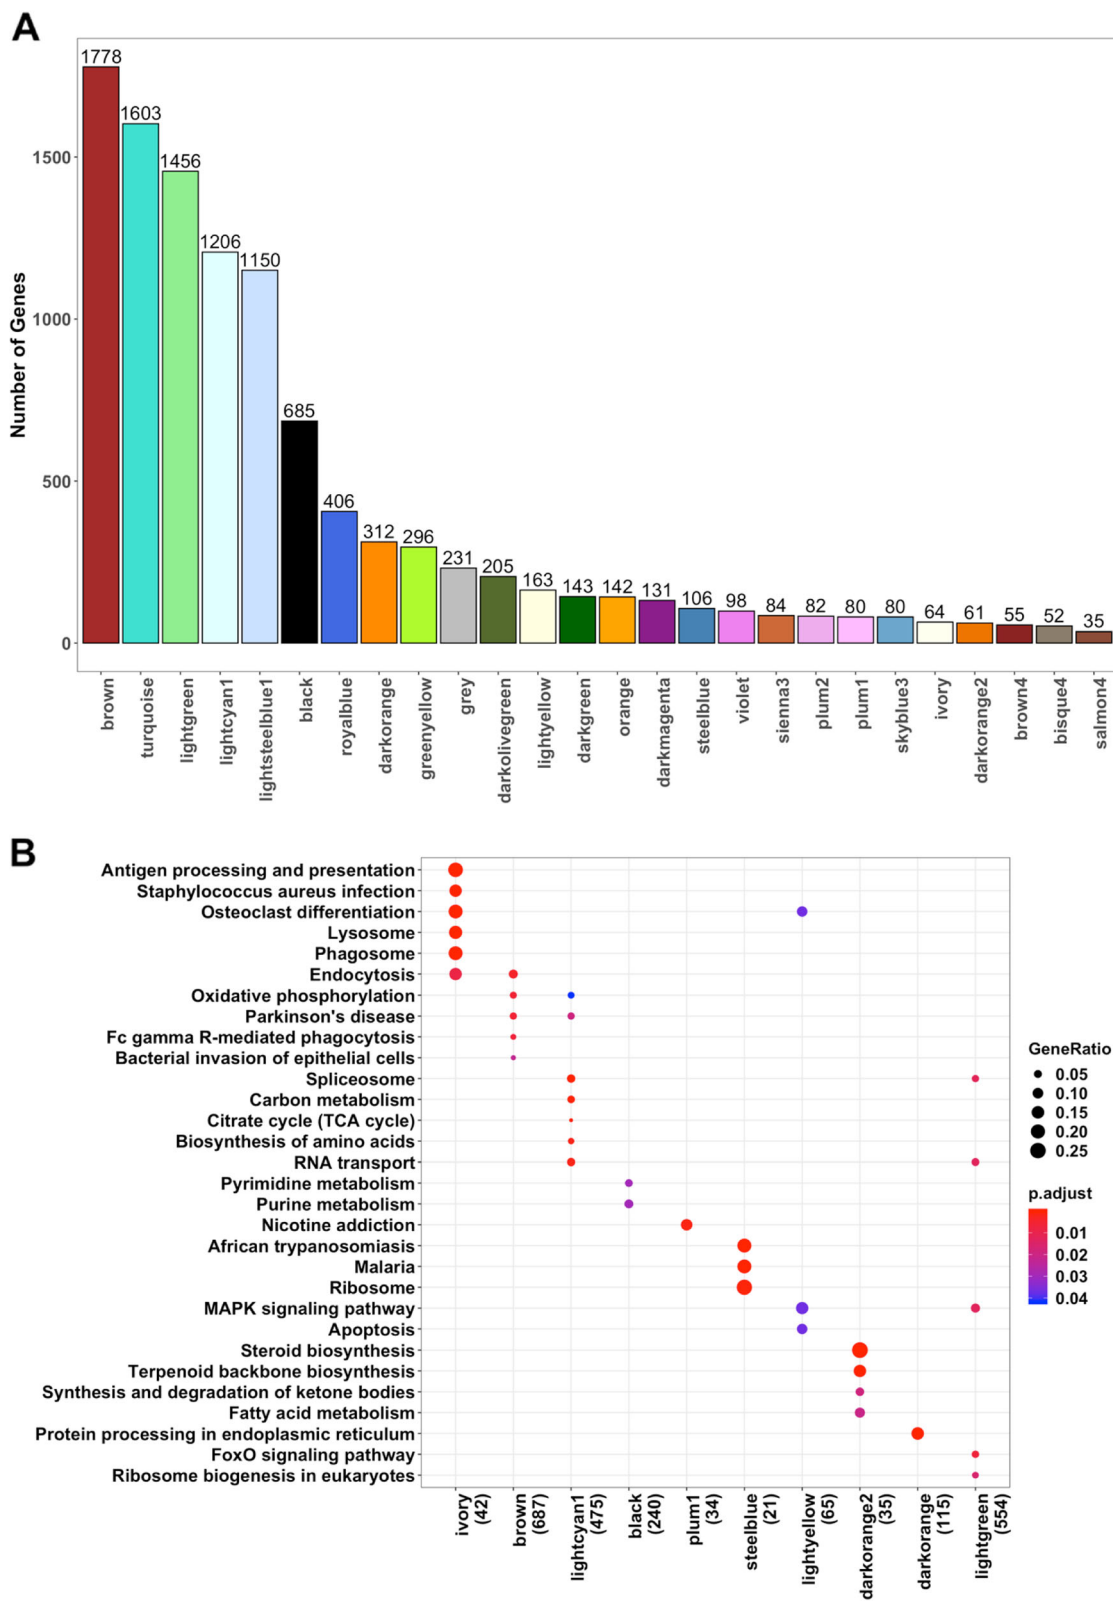 A
1778
1603
1456
1206
1150
685
406
312
296
231
205
163
143
142
131
106
98
84
82
80
80
64
61
55
52
35
Number of Genes
1500
1000
500
0
brown
turquoise
lightgreen
lightcyan1
lightsteelblue1
black
royalblue
darkorange
greenyellow
grey
darkolivegreen
lightyellow
darkgreen
orange
darkmagenta
steelblue
violet
sienna3
plum2
plum1
skyblue3
ivory
darkorange2
brown4
bisque4
salmon4
B
Antigen processing and presentation
Staphylococcus aureus infection
Osteoclast differentiation
Lysosome
Phagosome
Endocytosis
Oxidative phosphorylation
Parkinson's disease
Fc gamma R-mediated phagocytosis
Bacterial invasion of epithelial cells
Spliceosome
Carbon metabolism
Citrate cycle (TCA cycle)
Biosynthesis of amino acids
RNA transport
Pyrimidine metabolism
Purine metabolism
Nicotine addiction
African trypanosomiasis
Malaria
Ribosome
MAPK signaling pathway
Apoptosis
Steroid biosynthesis
Terpenoid backbone biosynthesis
Synthesis and degradation of ketone bodies
Fatty acid metabolism
Protein processing in endoplasmic reticulum
FoxO signaling pathway
Ribosome biogenesis in eukaryotes
ivory
(42)
brown
(687)
lightcyan1
(475)
black
(240)
plum1
(34)
steelblue
(21)
lightyellow
(65)
darkorange2
(35)
darkorange
(115)
lightgreen
(554)
GeneRatio
0.05
0.10
0.15
0.20
0.25
p.adjust
0.01
0.02
0.03
0.04